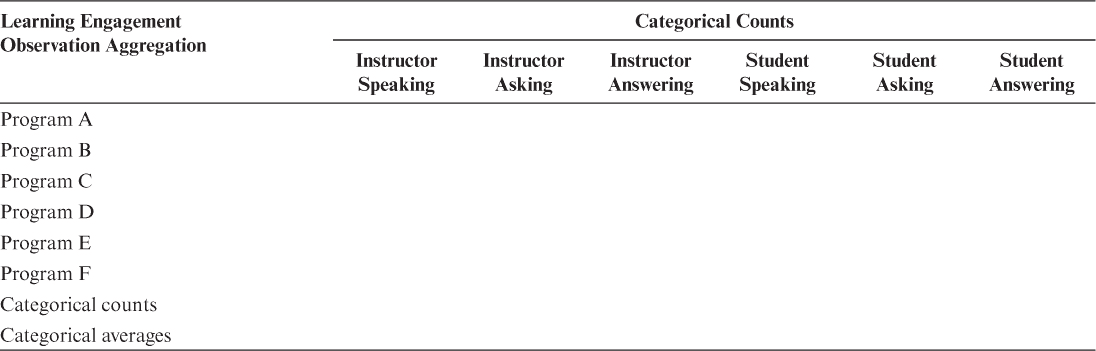 Learning Engagement
Observation Aggregation
Categorical Counts
Instructor Speaking
Instructor Asking
Instructor Answering
Student Speaking
Student Asking
Student Answering
Program A
Program B
Program C
Program D
Program E
Program F
Categorical counts
Categorical averages